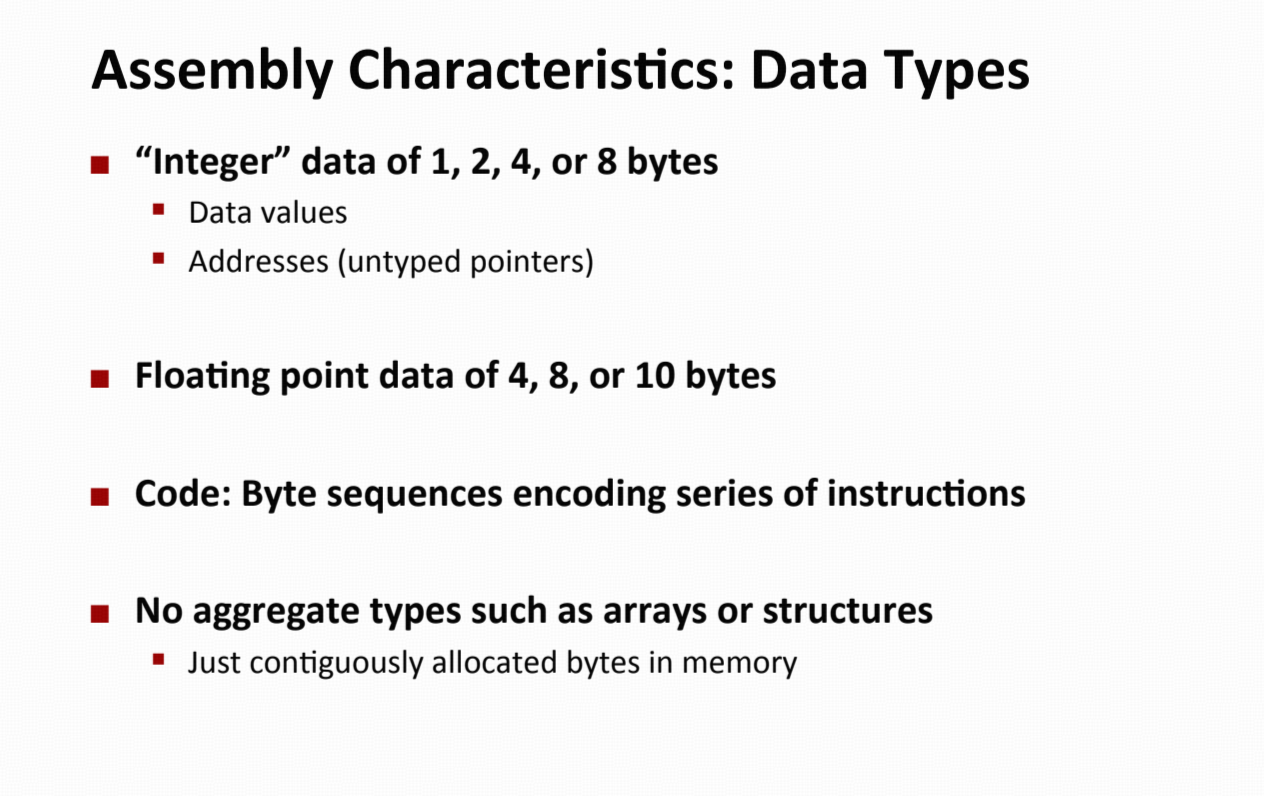 Assembly Characteristics: Data Types
“Integer” data of 1, 2, 4, or 8 bytes
Data values
Addresses (untyped pointers)
Floating point data of 4, 8, or 10 bytes
Code: Byte sequences encoding series of instructions
No aggregate types such as arrays or structures
Just contiguously allocated bytes in memory